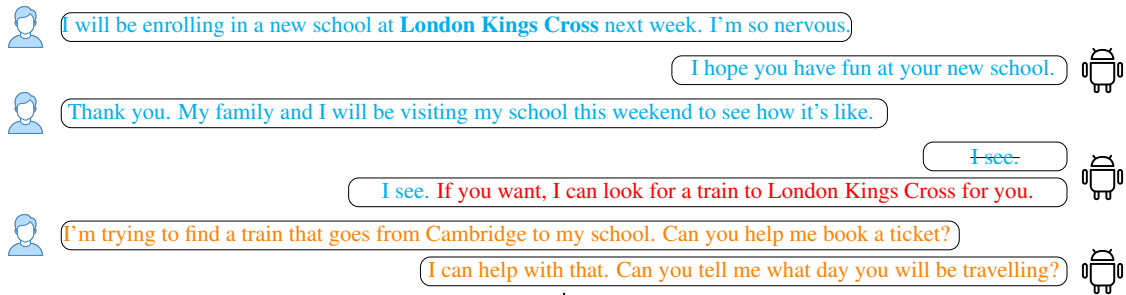 I will be enrolling in a new school at London Kings Cross next week. I'm so nervous.
I hope you have fun at your new school.
Thank you. My family and I will be visiting my school this weekend to see how it's like.
I see.
I see. If you want, I can look for a train to London Kings Cross for you.
I'm trying to find a train that goes from Cambridge to my school. Can you help me book a ticket?
I can help with that. Can you tell me what day you will be travelling?